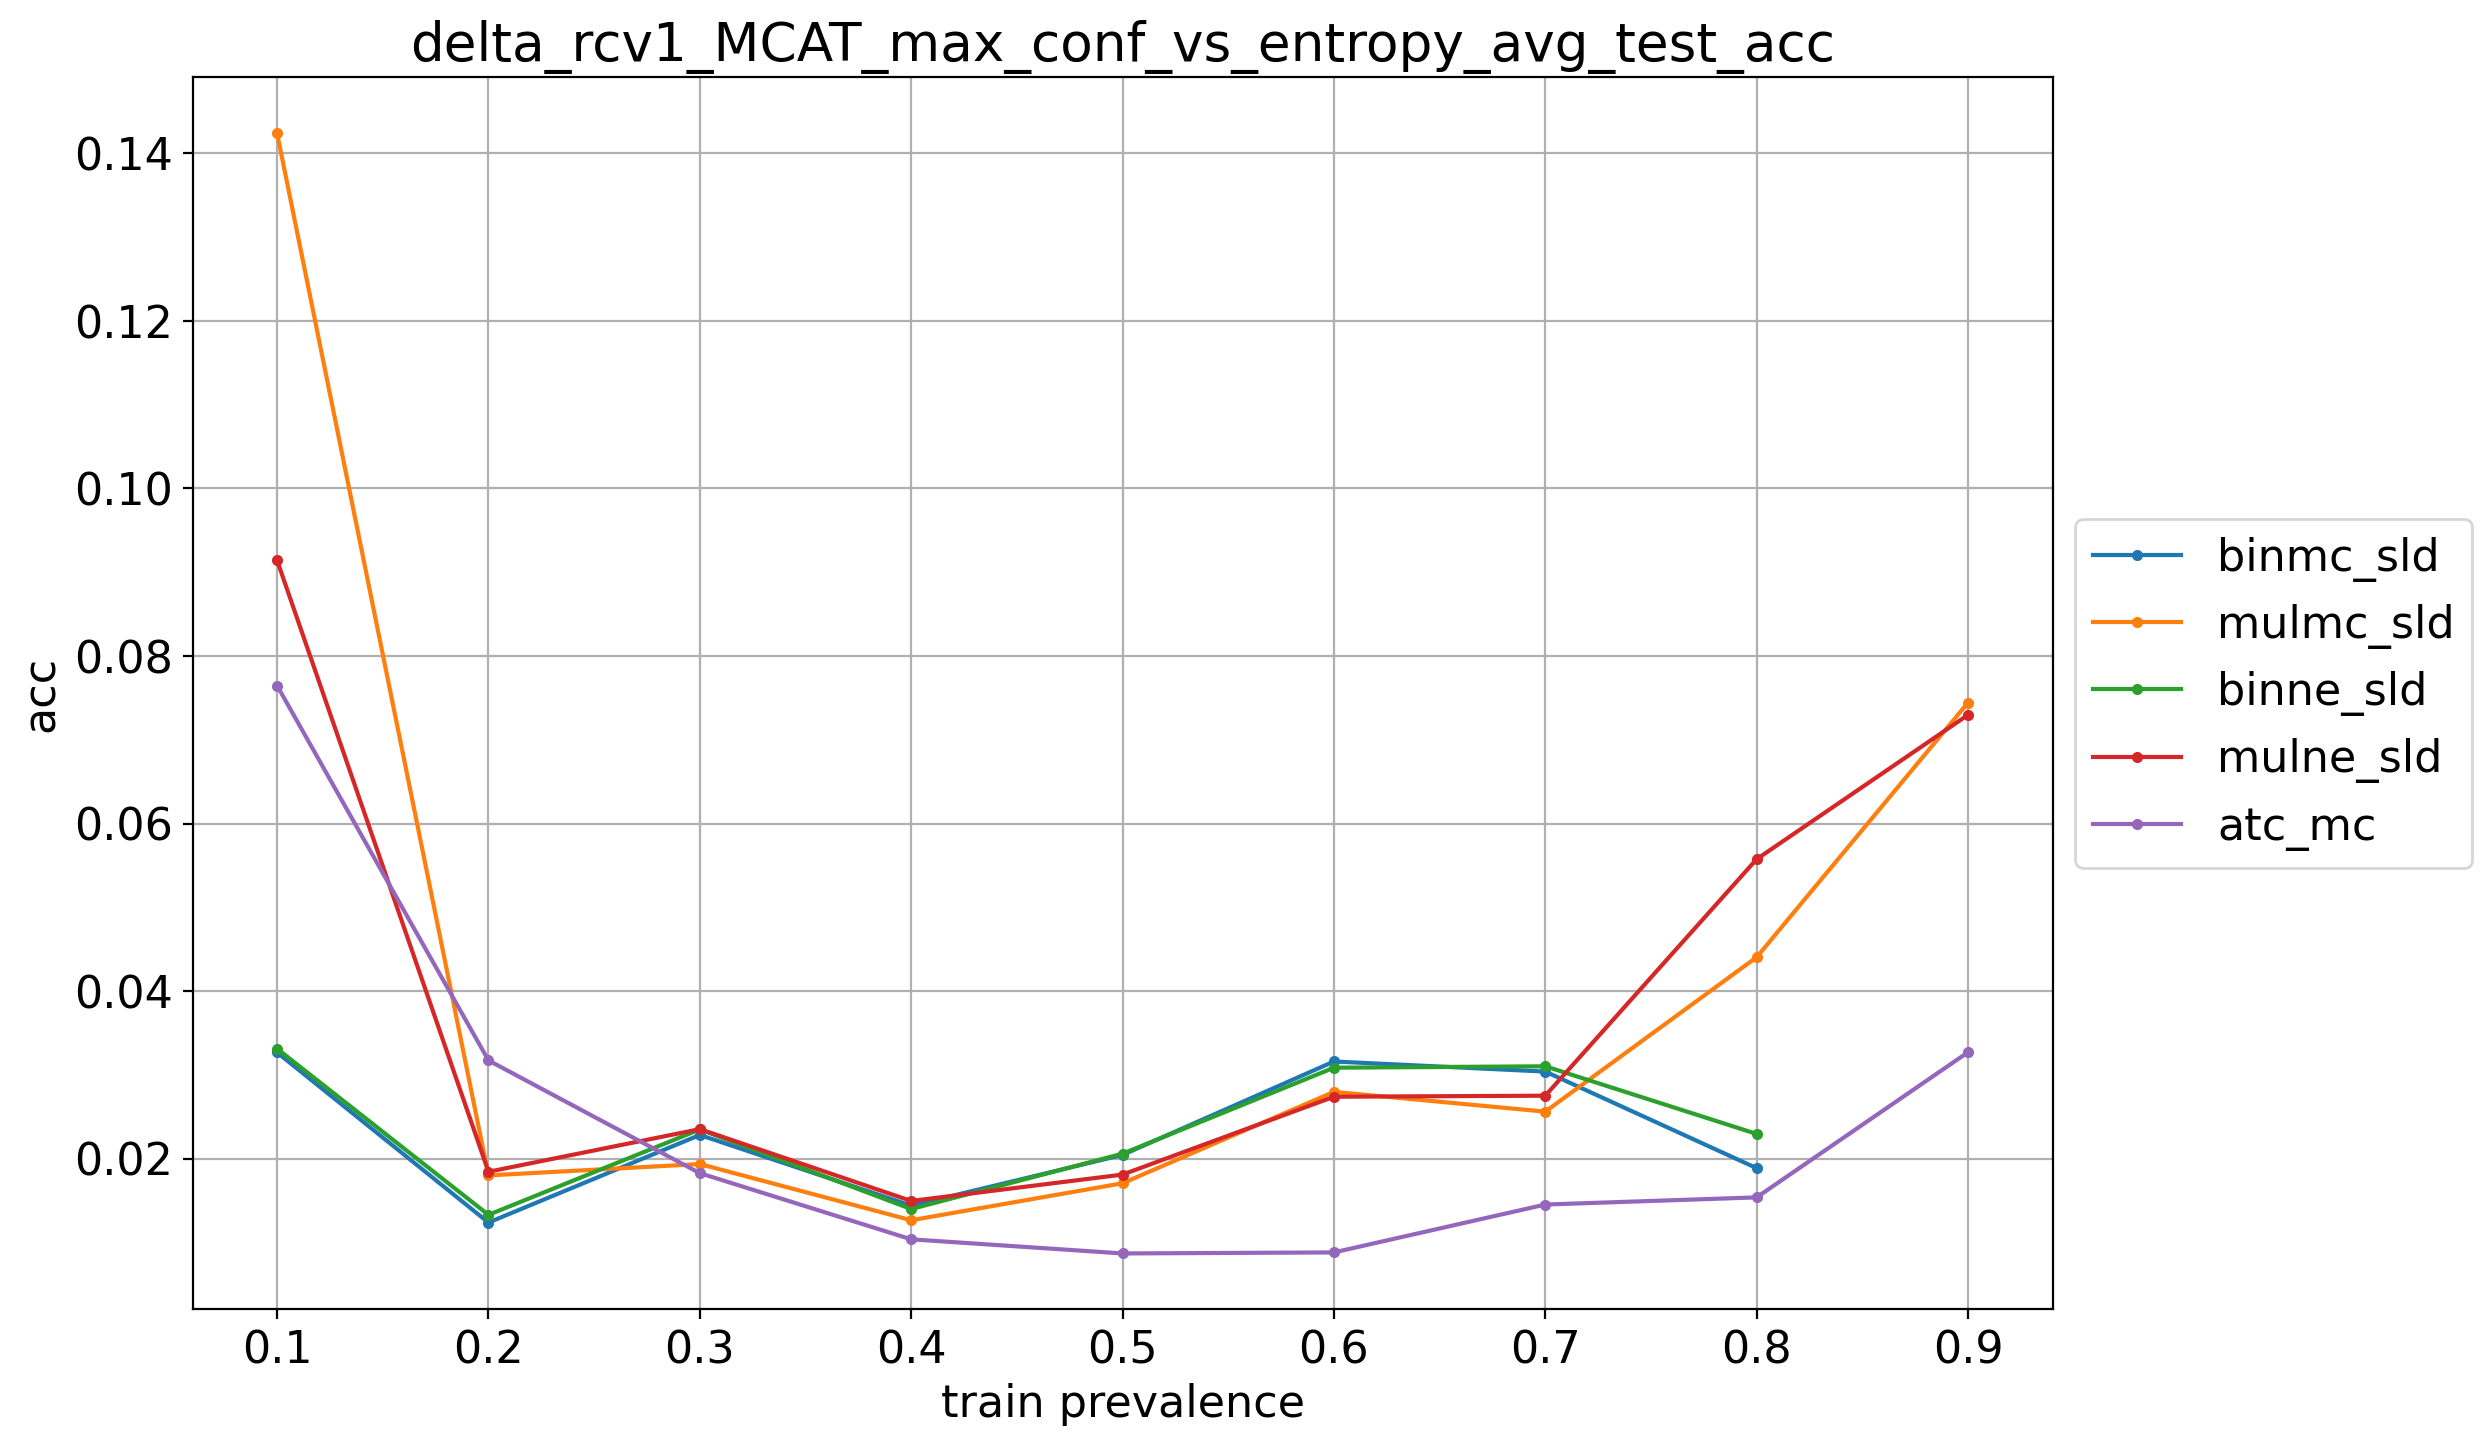 delta_rcv1_MCAT_max_conf_vs_entropy_avg_test_acc
acc
0.14
0.12
0.10
0.08
0.06
0.04
0.02
0.1 0.2 0.3 0.4 0.5 0.6 0.7 0.8 0.9
train prevalence
binmc_sld
mulmc_sld
binne_sld
mulne_sld
atc_mc